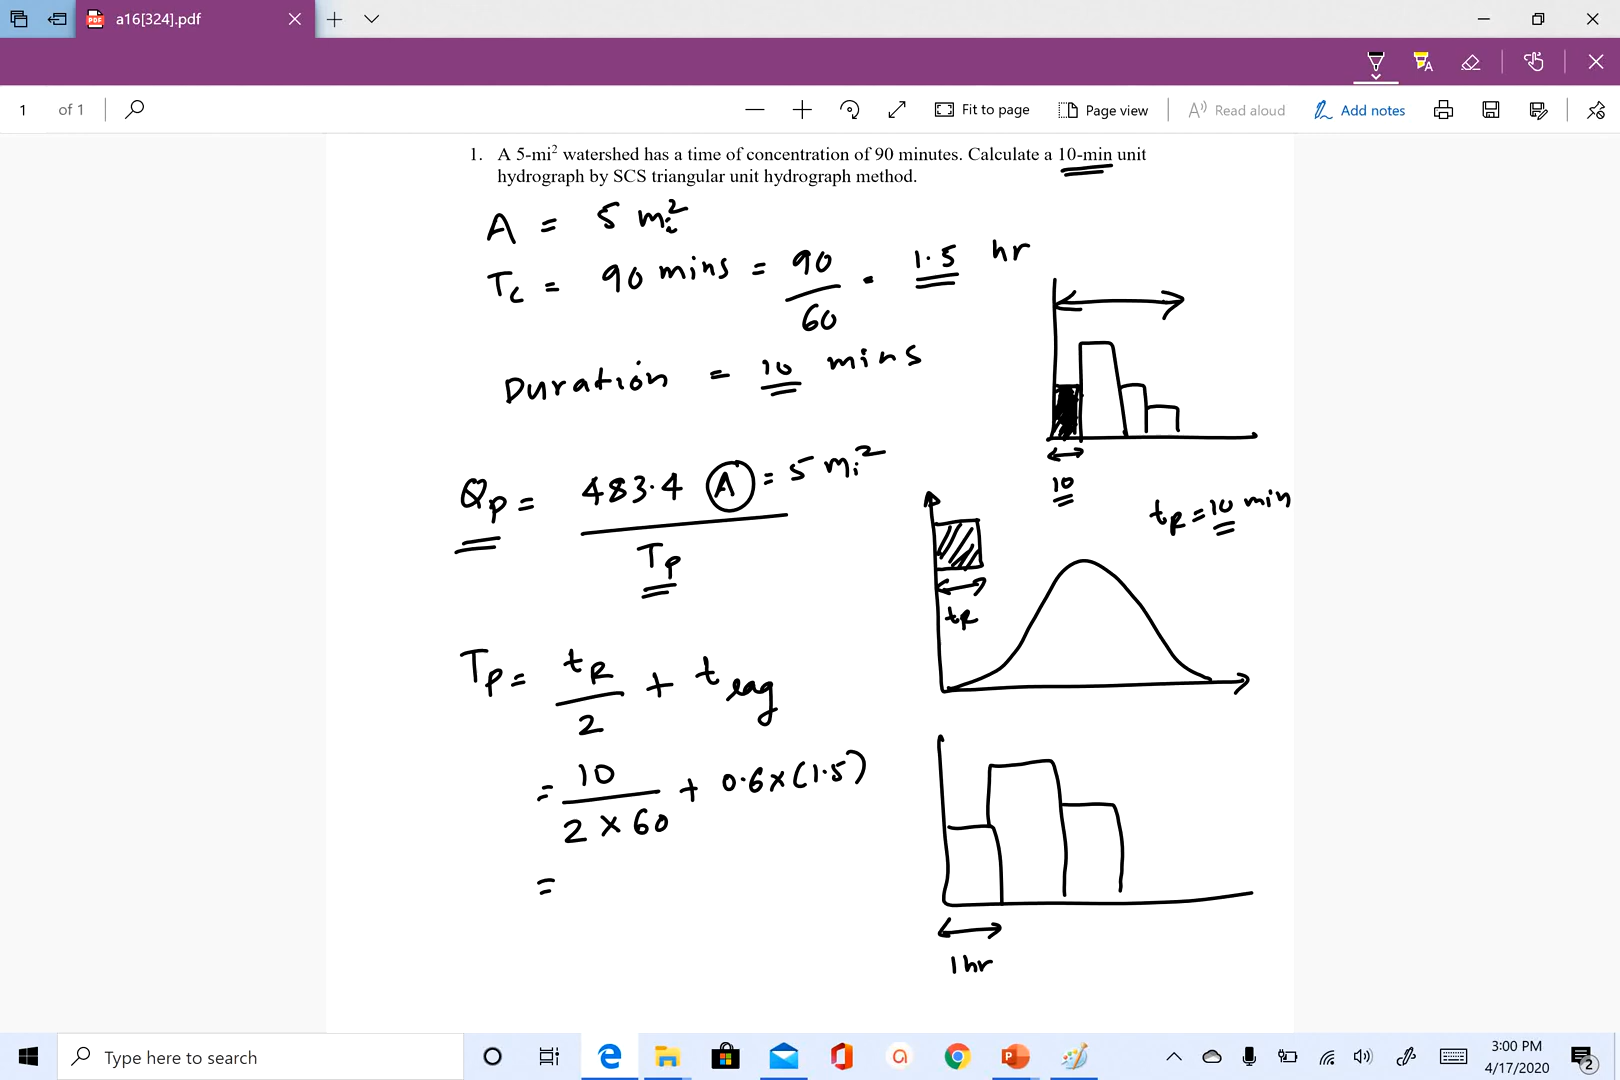 a16[324].pdf
1 of 1
Fit to page
Page view
Read aloud
Add notes
1. A 5-mi² watershed has a time of concentration of 90 minutes. Calculate a 10-min unit
hydrograph by SCS triangular unit hydrograph method.
A = 5 mi²
Tc = 90 mins = 90/60 = 1.5 hr
Duration = 10 mins
10
Qp = 483.4 A / Tp
A = 5 mi²
tR = 10 min
tR
Tp = tR/2 + tlag
= 10/(2 × 60) + 0.6×(1.5)
=
1hr
Type here to search
3:00 PM
4/17/2020
2